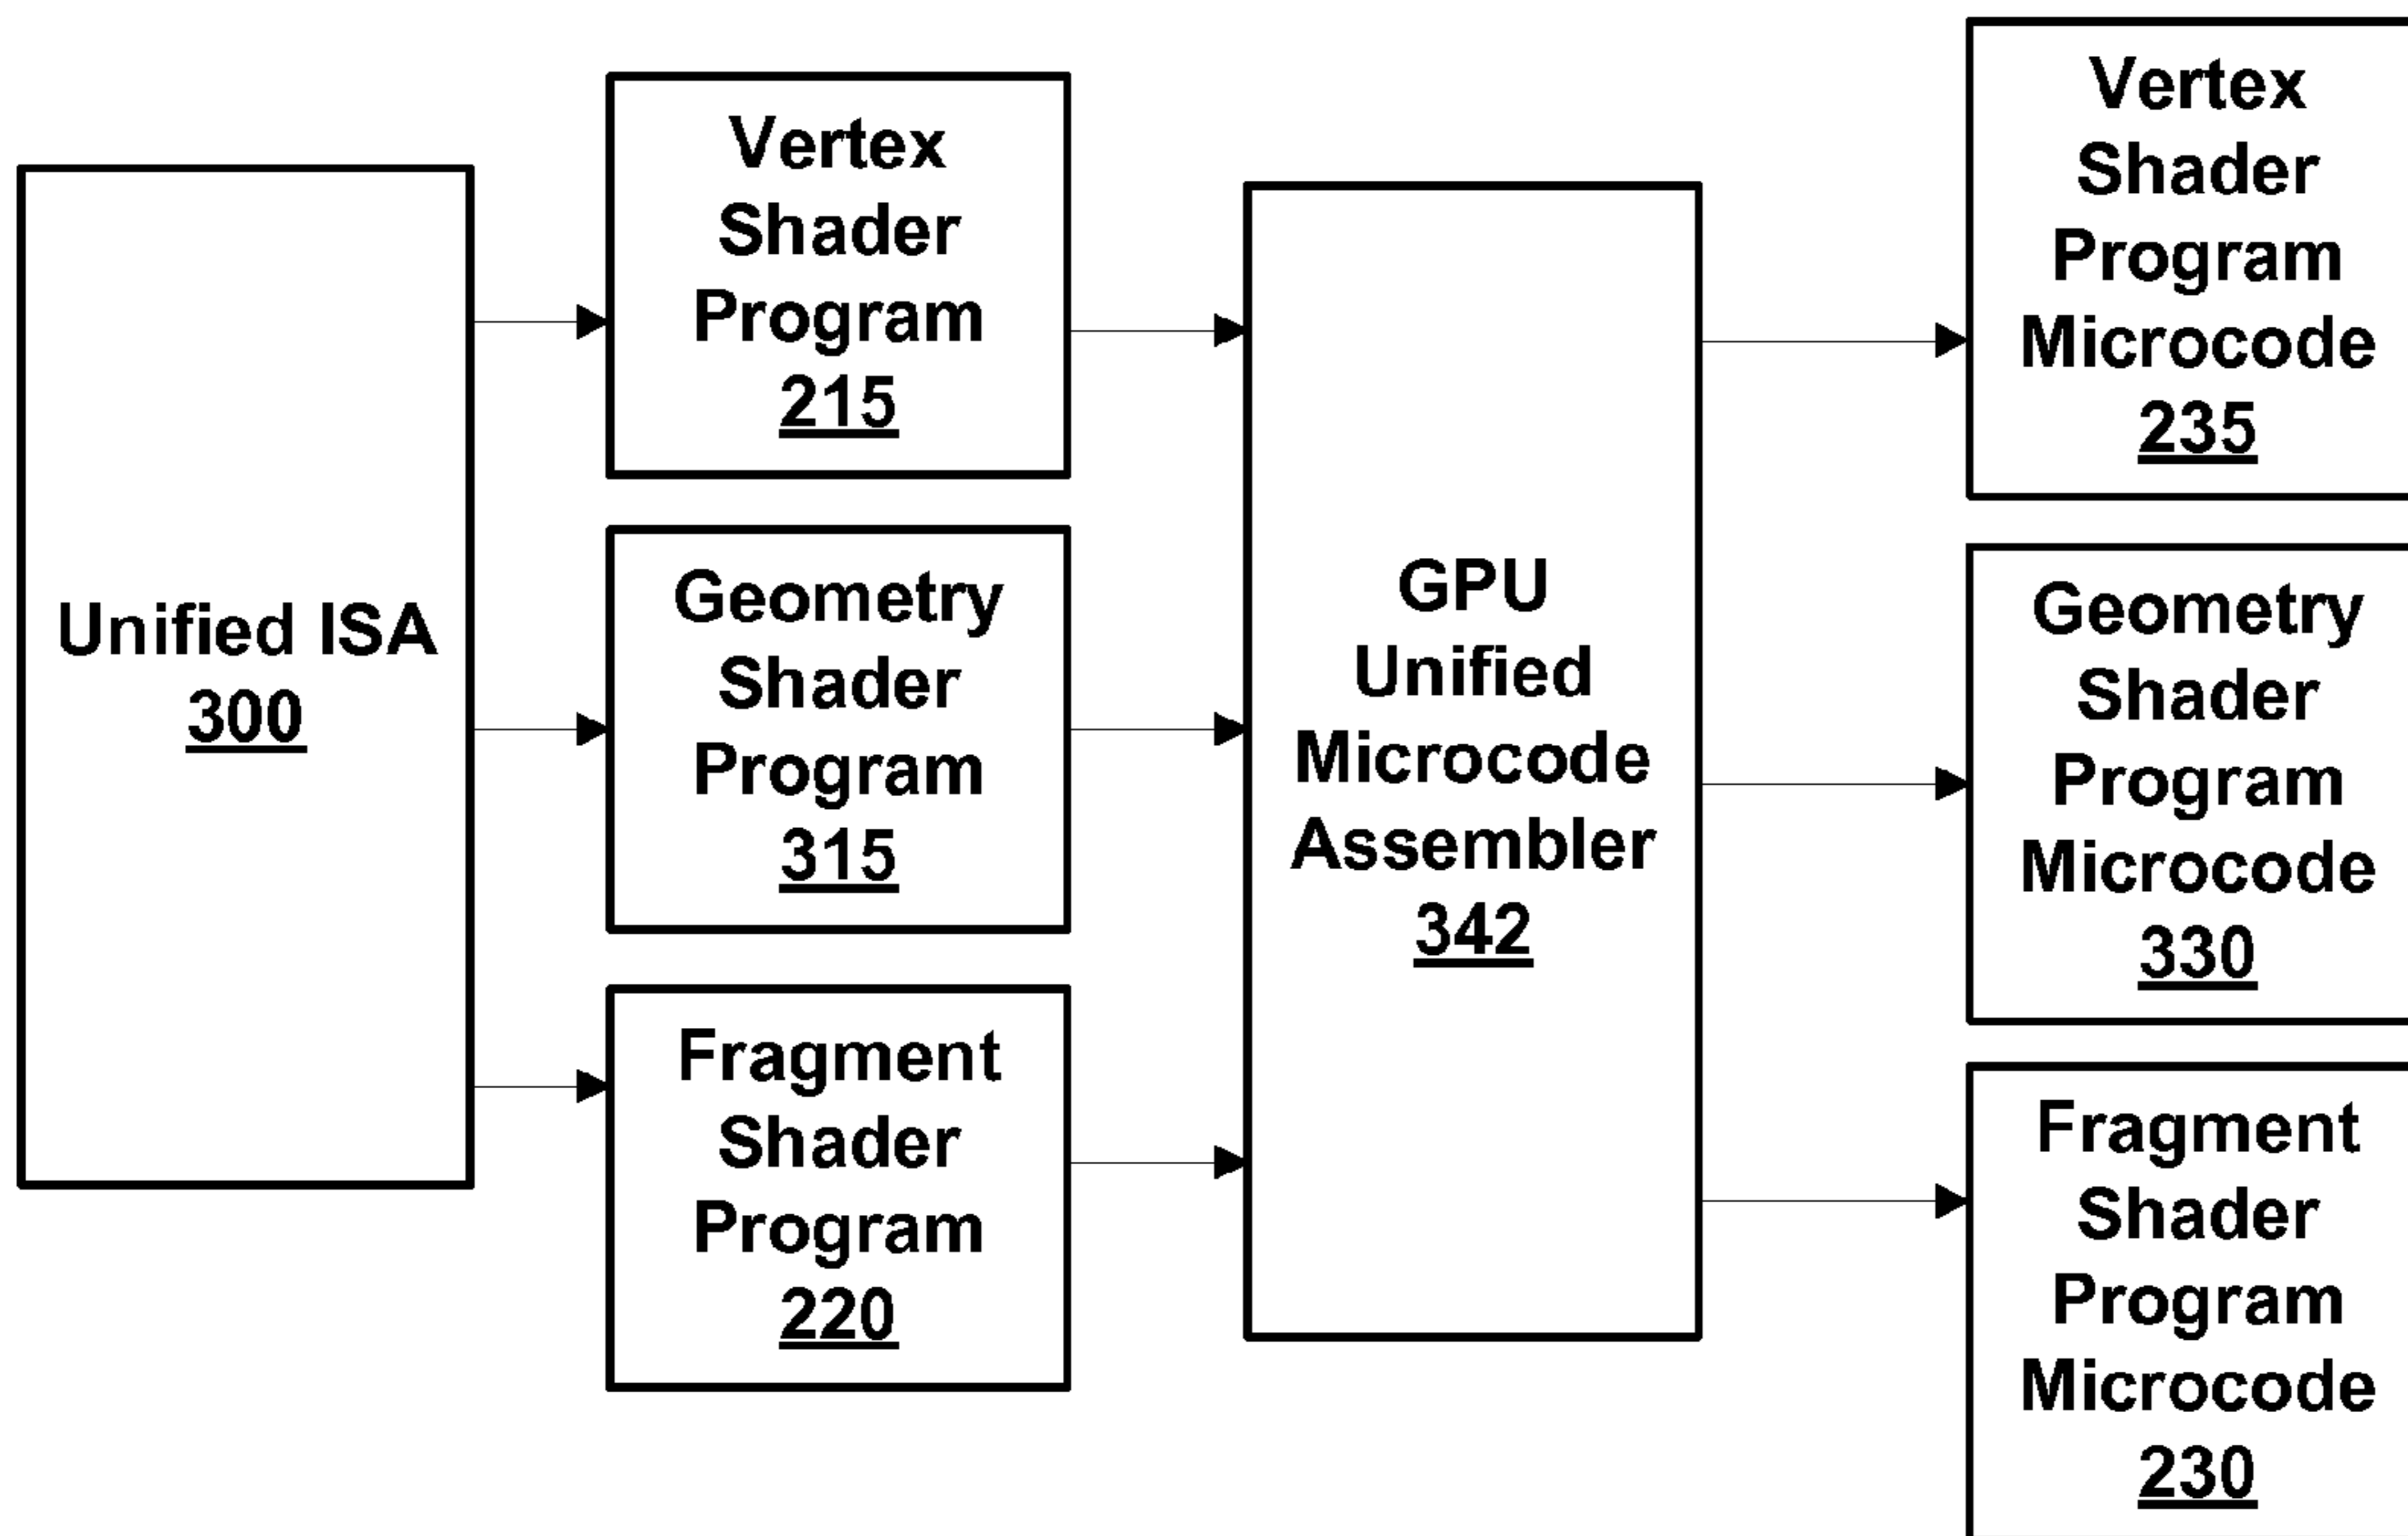 Unified ISA
300
Vertex
Shader
Program
215
Geometry
Shader
Program
315
Fragment
Shader
Program
220
GPU
Unified
Microcode
Assembler
342
Vertex
Shader
Program
Microcode
235
Geometry
Shader
Program
Microcode
330
Fragment
Shader
Program
Microcode
230